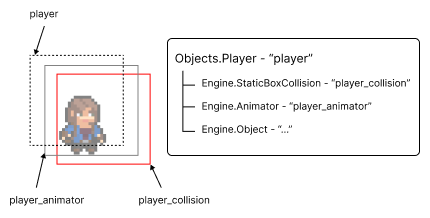 player
Objects.Player - “player”
Engine.StaticBoxCollision - “player_collision”
Engine.Animator - “player_animator”
Engine.Object - “...”
player_animator
player_collision